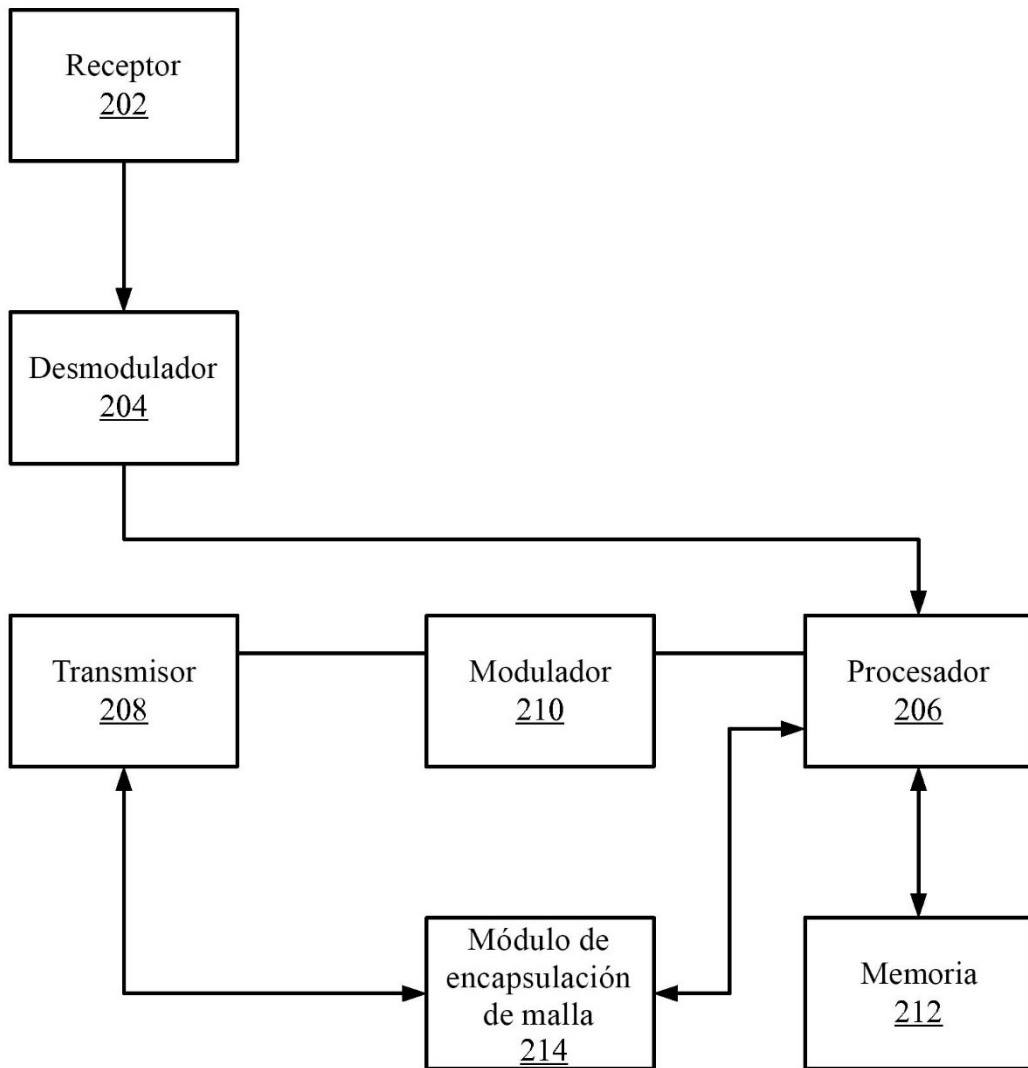 Receptor
202
Desmodulador
204
Transmisor
208
Modulador
210
Procesador
206
Módulo de
encapsulación
de malla
214
Memoria
212